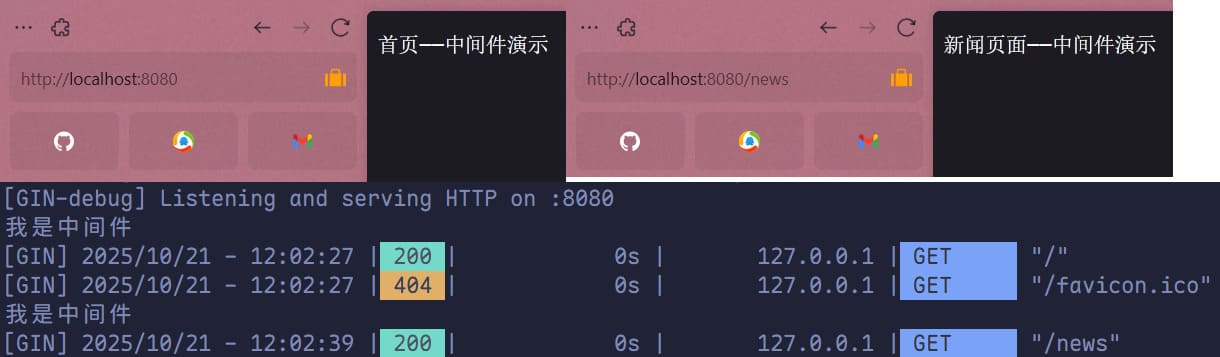 首页——中间件演示
http://localhost:8080
新闻页面——中间件演示
http://localhost:8080/news
[GIN-debug] Listening and serving HTTP on :8080
我是中间件
[GIN] 2025/10/21 - 12:02:27 | 200 | 0s | 127.0.0.1 | GET "/"
[GIN] 2025/10/21 - 12:02:27 | 404 | 0s | 127.0.0.1 | GET "/favicon.ico"
我是中间件
[GIN] 2025/10/21 - 12:02:39 | 200 | 0s | 127.0.0.1 | GET "/news"